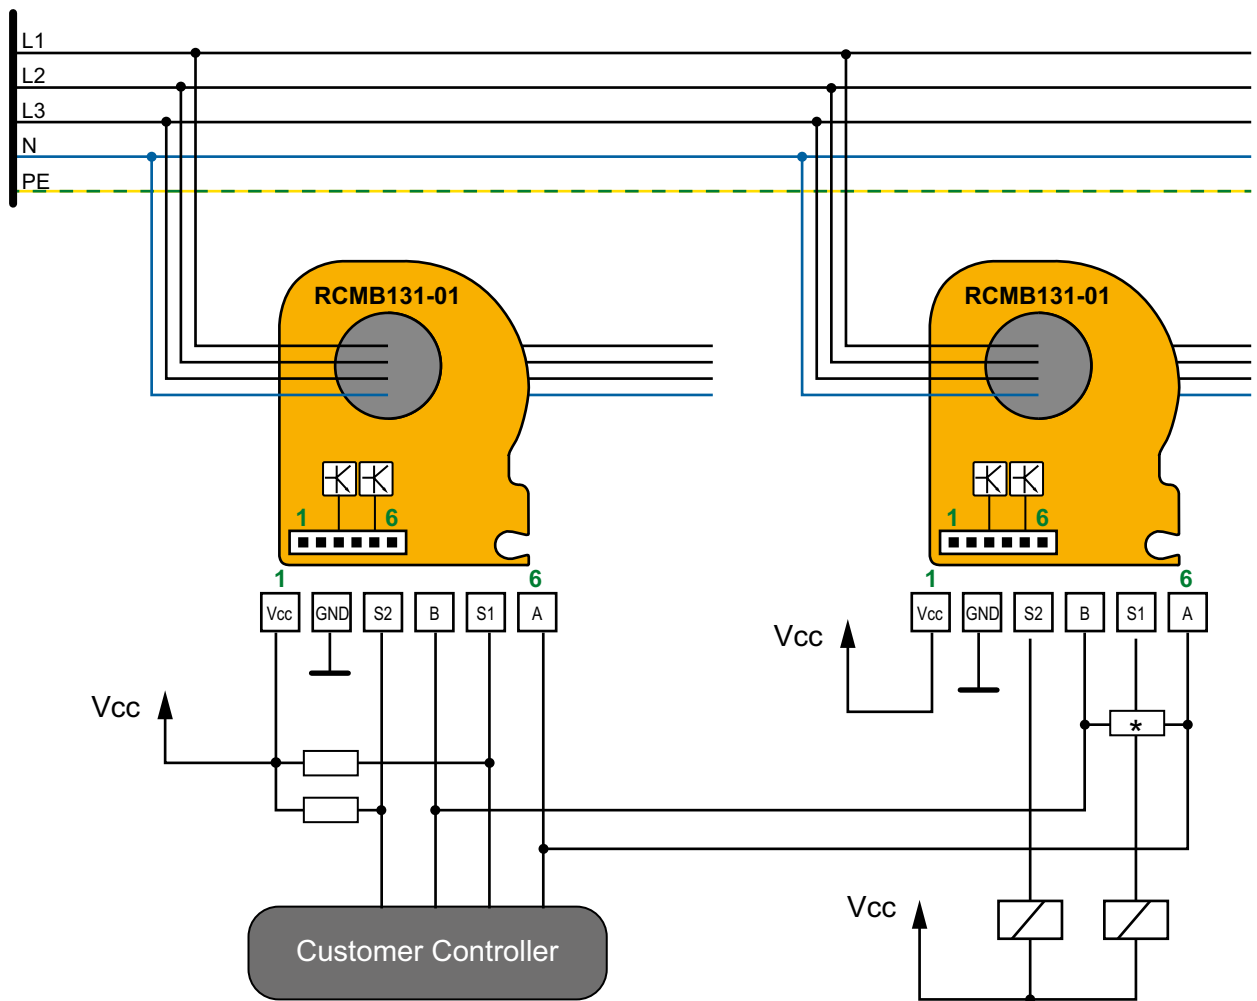 L1
L2
L3
N
PE
RCMB131-01 RCMB131-01
1 6 1 6
1 6 1 6
Vcc GND S2 B S1 A Vcc GND S2 B S1 A
Vcc
Vcc
*
Vcc
Customer Controller